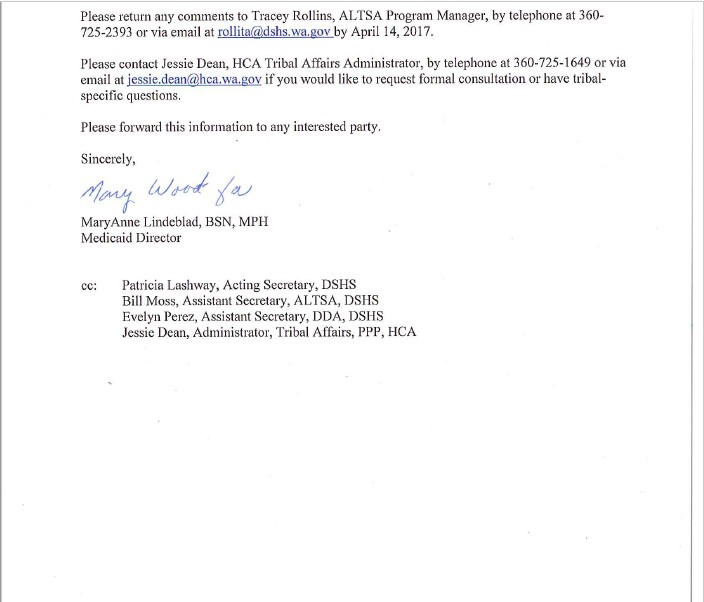 Please return any comments to Tracey Rollins, ALTSA Program Manager, by telephone at 360-
725-2393 or via email at rollita@dshs.wa.gov by April 14, 2017.
Please contact Jessie Dean, HCA Tribal Affairs Administrator, by telephone at 360-725-1649 or via
email at jessie.dean@hca.wa.gov if you would like to request formal consultation or have tribal-
specific questions.
Please forward this information to any interested party.
Sincerely,
Mary Wood for
MaryAnne Lindeblad, BSN, MPH
Medicaid Director
cc: Patricia Lashway, Acting Secretary, DSHS
Bill Moss, Assistant Secretary, ALTSA, DSHS
Evelyn Perez, Assistant Secretary, DDA, DSHS
Jessie Dean, Administrator, Tribal Affairs, PPP, HCA